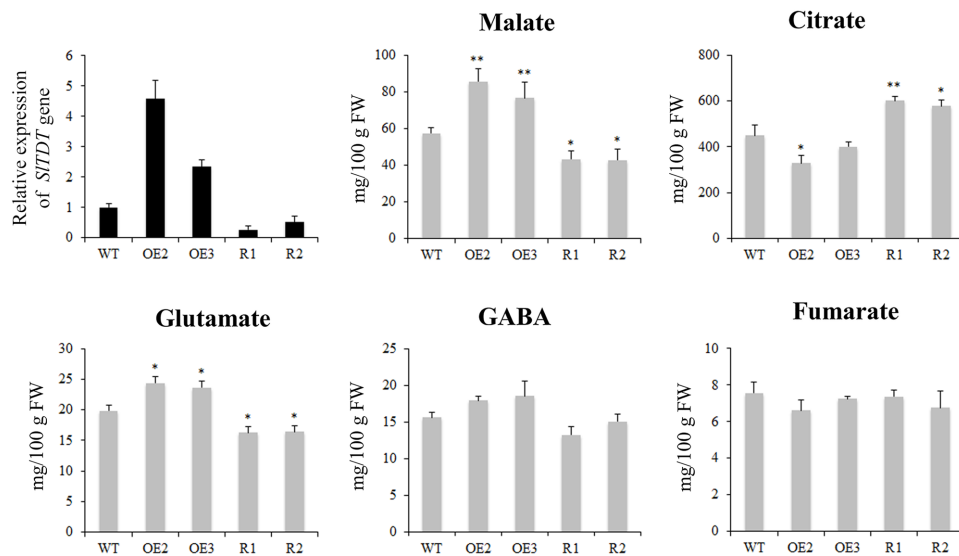 Malate
Citrate
Relative expression
of SlTDT gene
6
5
4
3
2
1
0
WT OE2 OE3 R1 R2
mg/100 g FW
100
80
60
40
20
0
** ** * *
WT OE2 OE3 R1 R2
mg/100 g FW
800
600
400
200
0
* ** *
WT OE2 OE3 R1 R2
Glutamate
GABA
Fumarate
mg/100 g FW
30
25
20
15
10
5
0
* * * *
WT OE2 OE3 R1 R2
mg/100 g FW
25
20
15
10
5
0
WT OE2 OE3 R1 R2
mg/100 g FW
10
8
6
4
2
0
WT OE2 OE3 R1 R2